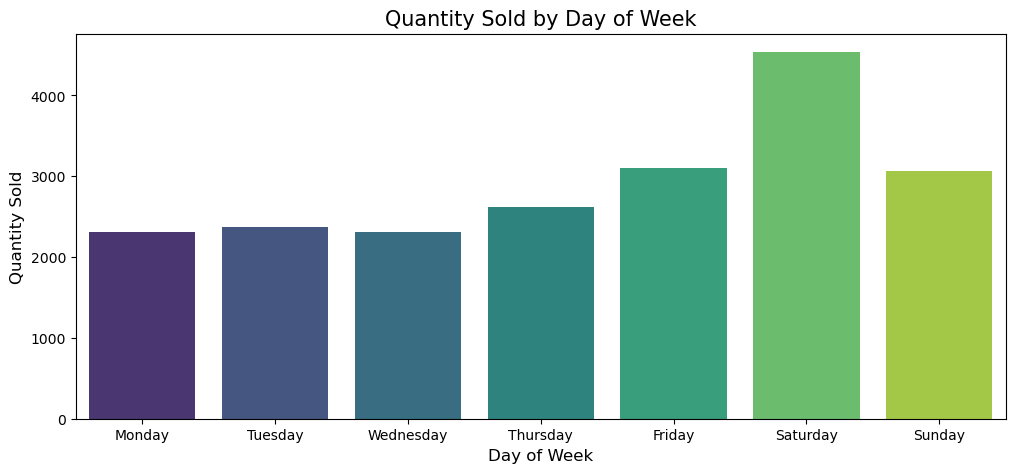 Quantity Sold by Day of Week
Quantity Sold
4000
3000
2000
1000
0
Monday Tuesday Wednesday Thursday Friday Saturday Sunday
Day of Week